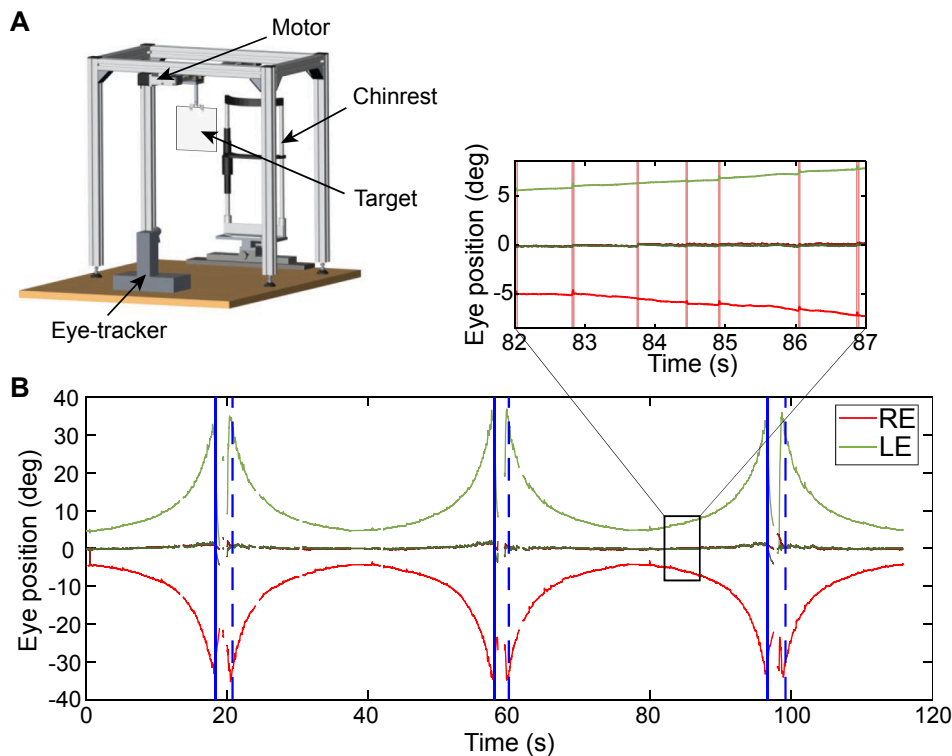 A
Motor
Chinrest
Target
Eye-tracker
Eye position (deg)
5
0
-5
82 83 84 85 86 87
Time (s)
B
Eye position (deg)
40
30
20
10
0
-10
-20
-30
-40
RE
LE
0 20 40 60 80 100 120
Time (s)